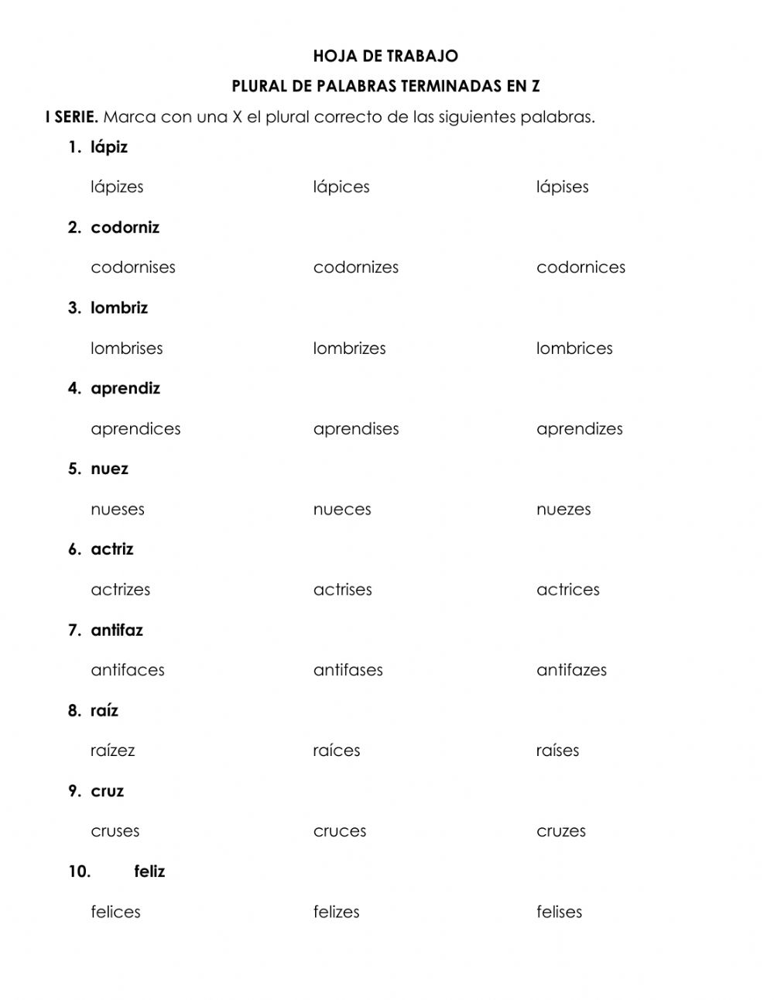 HOJA DE TRABAJO
PLURAL DE PALABRAS TERMINADAS EN Z
I SERIE. Marca con una X el plural correcto de las siguientes palabras.
1. lápiz
lápizes lápices lápises
2. codorniz
codornises codornizes codornices
3. lombriz
lombrises lombrizes lombrices
4. aprendiz
aprendices aprendises aprendizes
5. nuez
nueses nueces nuezes
6. actriz
actrizes actrises actrices
7. antifaz
antifaces antifases antifazes
8. raíz
raízez raíces raíses
9. cruz
cruses cruces cruzes
10. feliz
felices felizes felises